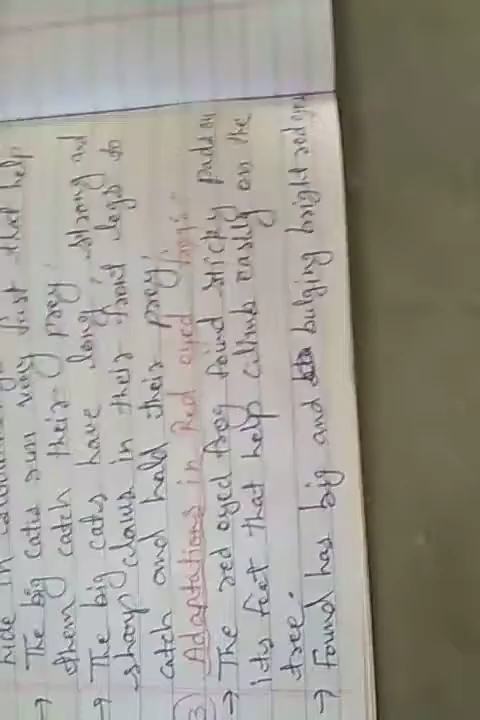 hide in
→ The big cats run very fast that help
them catch their prey.
→ The big cats have long, strong and
sharp claws in their front legs to
catch and hold their prey.
3) Adaptations in Red eyed frogs:-
→ The red eyed frog found sticky pads on
its feet that help climb easily on the
tree.
→ Found has big and bulging bright red eyes